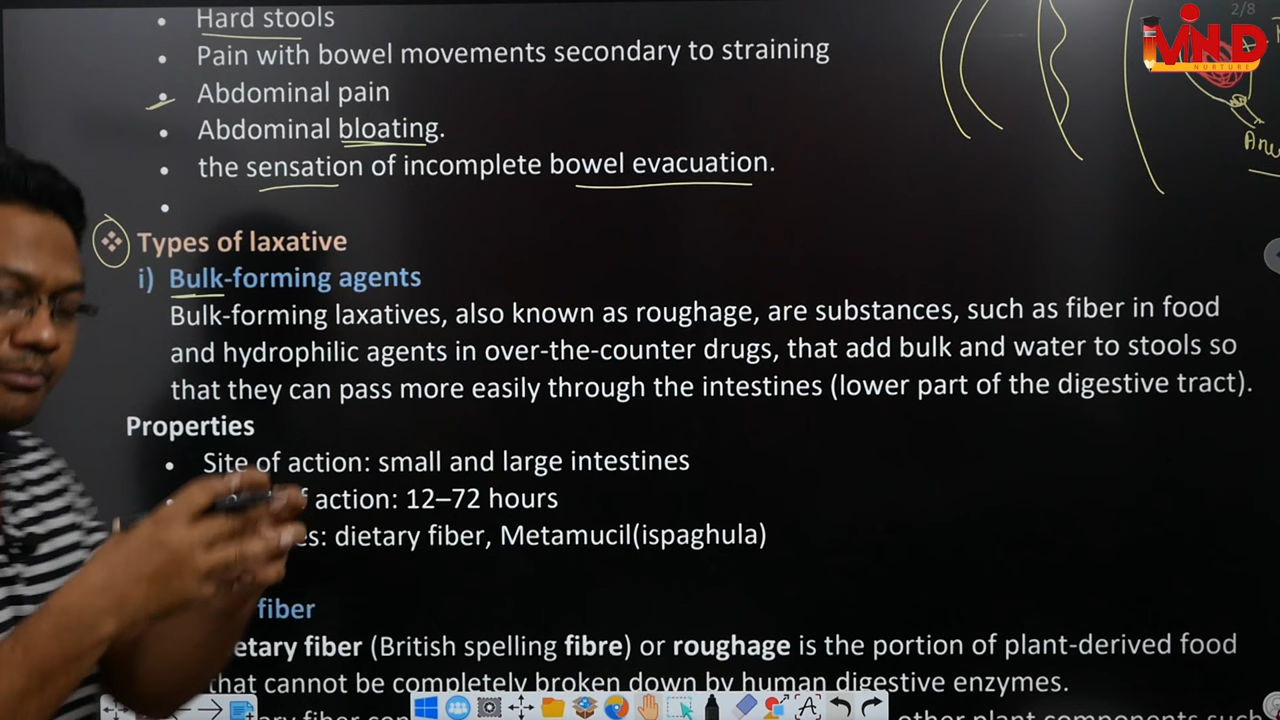 2/8
MIND
NURTURE
Hard stools
Pain with bowel movements secondary to straining
Abdominal pain
Abdominal bloating.
the sensation of incomplete bowel evacuation.
Types of laxative
i) Bulk-forming agents
Bulk-forming laxatives, also known as roughage, are substances, such as fiber in food
and hydrophilic agents in over-the-counter drugs, that add bulk and water to stools so
that they can pass more easily through the intestines (lower part of the digestive tract).
Properties
Site of action: small and large intestines
action: 12–72 hours
dietary fiber, Metamucil(ispaghula)
fiber
fiber (British spelling fibre) or roughage is the portion of plant-derived food
that cannot be completely broken down by human digestive enzymes.
other plant components such